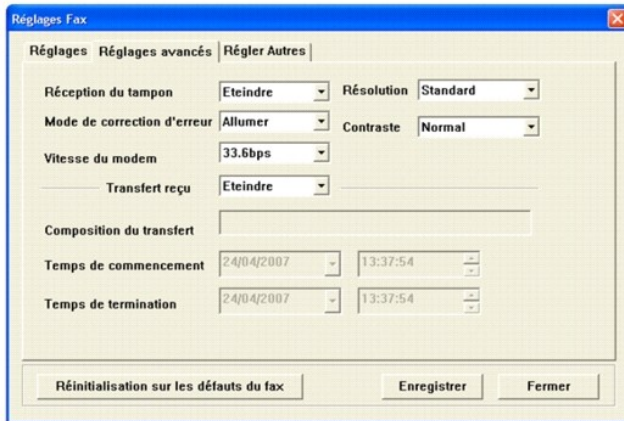 Réglages Fax
Réglages Réglages avancés Régler Autres
Réception du tampon Eteindre Résolution Standard
Mode de correction d'erreur Allumer Contraste Normal
Vitesse du modem 33.6bps
Transfert reçu Eteindre
Composition du transfert
Temps de commencement 24/04/2007 13:37:54
Temps de termination 24/04/2007 13:37:54
Réinitialisation sur les défauts du fax Enregistrer Fermer